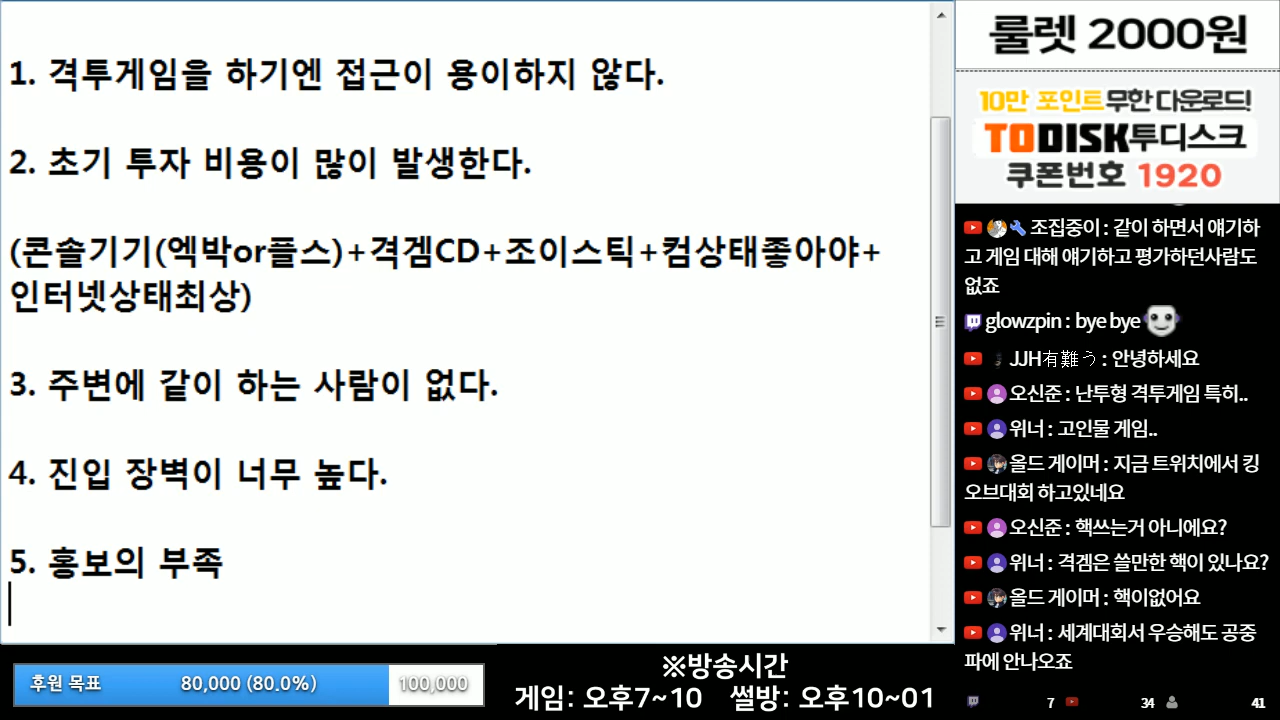 1. 격투게임을 하기엔 접근이 용이하지 않다.
2. 초기 투자 비용이 많이 발생한다.
(콘솔기기(엑박or플스)+격겜CD+조이스틱+컴상태좋아야+
인터넷상태최상)
3. 주변에 같이 하는 사람이 없다.
4. 진입 장벽이 너무 높다.
5. 홍보의 부족
후원 목표 80,000 (80.0%) 100,000
※방송시간
게임: 오후7~10 썰방: 오후10~01
룰렛 2000원
10만 포인트무한다운로드!
TODISK투디스크
쿠폰번호 1920
조집중이 : 같이 하면서 얘기하
고 게임 대해 얘기하고 평가하던사람도
없죠
glowzpin : bye bye
JJH有難う : 안녕하세요
오신준 : 난투형 격투게임 특히..
위너 : 고인물 게임..
올드 게이머 : 지금 트위치에서 킹
오브대회 하고있네요
오신준 : 핵쓰는거 아니에요?
위너 : 격겜은 쓸만한 핵이 있나요?
올드 게이머 : 핵이없어요
위너 : 세계대회서 우승해도 공중
파에 안나오죠
7 34 41